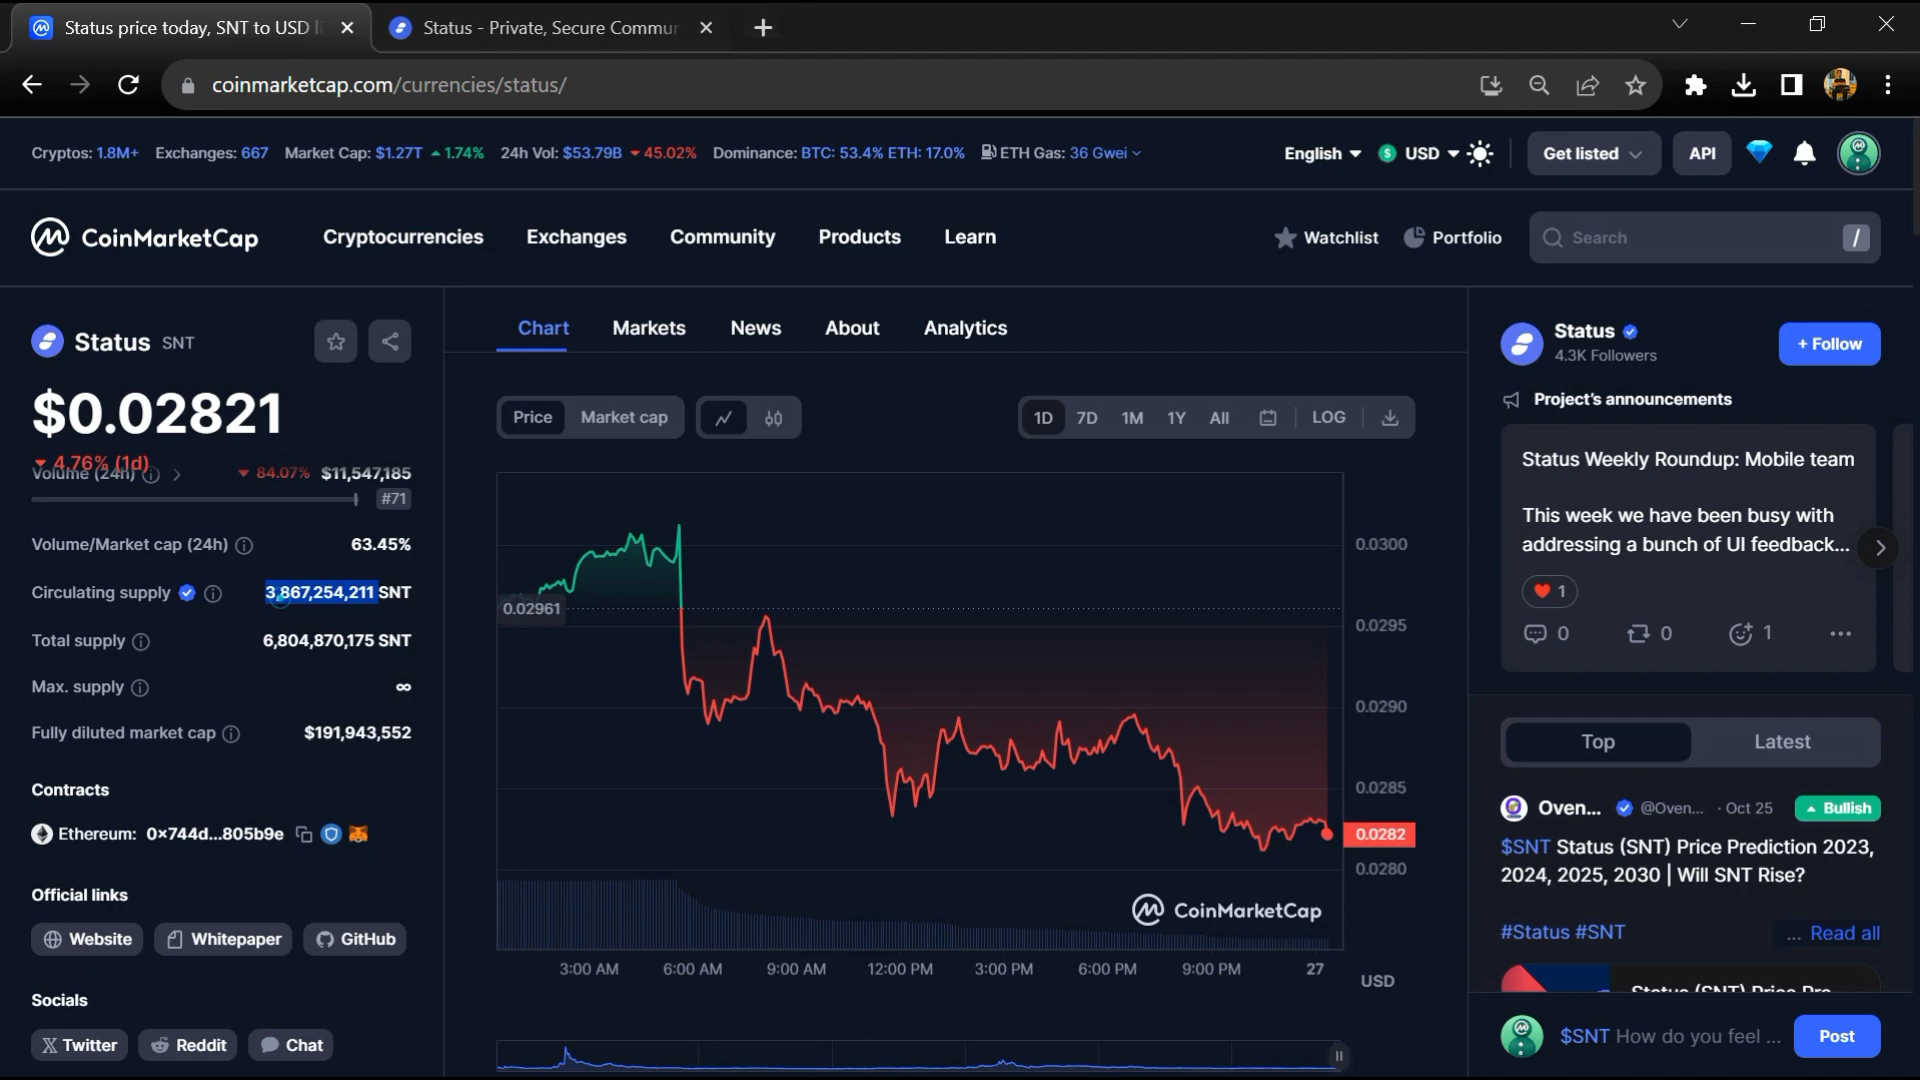 Status price today, SNT to USD li
Status - Private, Secure Commun
coinmarketcap.com/currencies/status/
Cryptos: 1.8M+ Exchanges: 667 Market Cap: $1.27T 1.74% 24h Vol: $53.79B 45.02% Dominance: BTC: 53.4% ETH: 17.0% ETH Gas: 36 Gwei
English USD Get listed API
CoinMarketCap Cryptocurrencies Exchanges Community Products Learn Watchlist Portfolio Search /
Status SNT
$0.02821
4.76% (1d)
Volume (24h) 84.07% $11,547,185
#71
Volume/Market cap (24h) 63.45%
Circulating supply 3,867,254,211 SNT
Total supply 6,804,870,175 SNT
Max. supply ∞
Fully diluted market cap $191,943,552
Contracts
Ethereum: 0x744d...805b9e
Official links
Website Whitepaper GitHub
Socials
Twitter Reddit Chat
Chart Markets News About Analytics
Price Market cap 1D 7D 1M 1Y All LOG
0.0300
0.02961
0.0295
0.0290
0.0285
0.0282
0.0280
CoinMarketCap
3:00 AM 6:00 AM 9:00 AM 12:00 PM 3:00 PM 6:00 PM 9:00 PM 27
USD
Status
4.3K Followers
+ Follow
Project's announcements
Status Weekly Roundup: Mobile team
This week we have been busy with
addressing a bunch of UI feedback...
1
0 0 1
Top Latest
Oven... @Oven... · Oct 25 Bullish
$SNT Status (SNT) Price Prediction 2023,
2024, 2025, 2030 | Will SNT Rise?
#Status #SNT ... Read all
Status (SNT) Price Pre
$SNT How do you feel ... Post